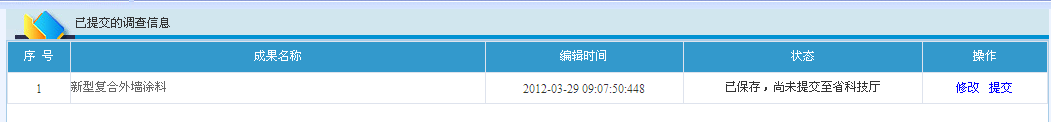 已提交的调查信息
序 号 成果名称 编辑时间 状态 操作
1 新型复合外墙涂料 2012-03-29 09:07:50:448 已保存，尚未提交至省科技厅 修改 提交